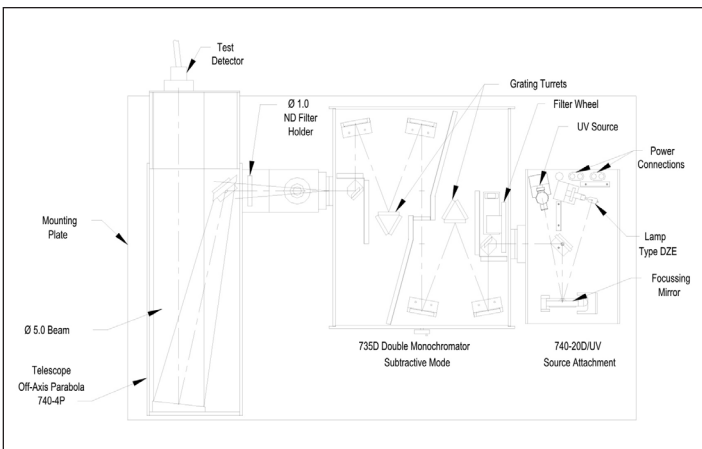 Test
Detector
Ø 1.0
ND Filter
Holder
Grating Turrets
Filter Wheel
UV Source
Power
Connections
Mounting
Plate
Lamp
Type DZE
Focussing
Mirror
Ø 5.0 Beam
Telescope
Off-Axis Parabola
740-4P
735D Double Monochromator
Subtractive Mode
740-20D/UV
Source Attachment